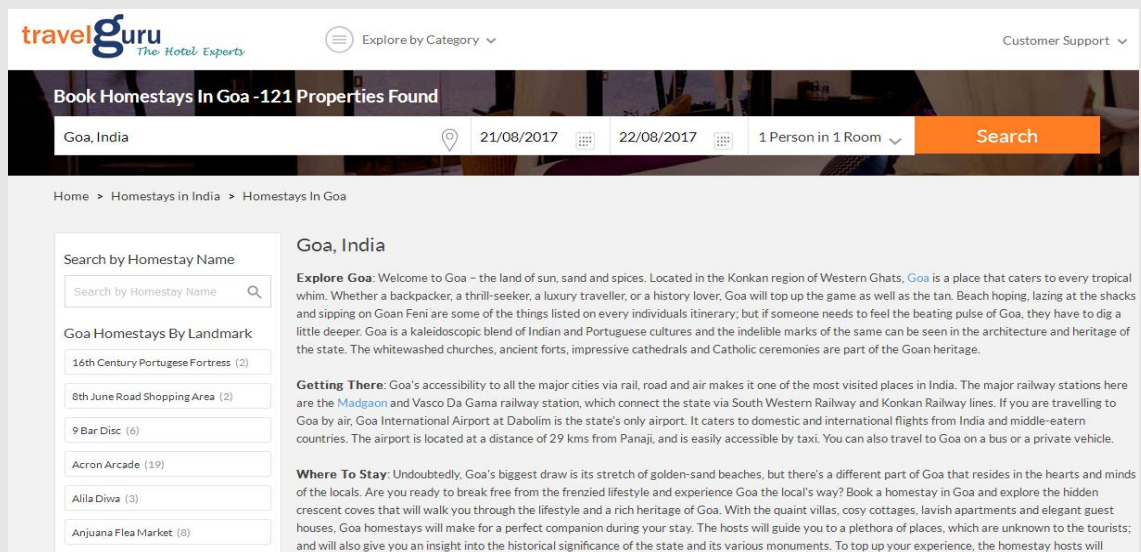 travelguru
The Hotel Experts
Explore by Category
Customer Support
Book Homestays In Goa -121 Properties Found
Goa, India
21/08/2017
22/08/2017
1 Person in 1 Room
Search
Home > Homestays in India > Homestays In Goa
Search by Homestay Name
Search by Homestay Name
Goa Homestays By Landmark
16th Century Portugese Fortress (2)
8th June Road Shopping Area (2)
9 Bar Disc (6)
Acron Arcade (19)
Alila Diwa (3)
Anjuana Flea Market (8)
Goa, India
Explore Goa: Welcome to Goa – the land of sun, sand and spices. Located in the Konkan region of Western Ghats, Goa is a place that caters to every tropical
whim. Whether a backpacker, a thrill-seeker, a luxury traveller, or a history lover, Goa will top up the game as well as the tan. Beach hoping, lazing at the shacks
and sipping on Goan Feni are some of the things listed on every individuals itinerary; but if someone needs to feel the beating pulse of Goa, they have to dig a
little deeper. Goa is a kaleidoscopic blend of Indian and Portuguese cultures and the indelible marks of the same can be seen in the architecture and heritage of
the state. The whitewashed churches, ancient forts, impressive cathedrals and Catholic ceremonies are part of the Goan heritage.
Getting There: Goa's accessibility to all the major cities via rail, road and air makes it one of the most visited places in India. The major railway stations here
are the Madgaon and Vasco Da Gama railway station, which connect the state via South Western Railway and Konkan Railway lines. If you are travelling to
Goa by air, Goa International Airport at Dabolim is the state's only airport. It caters to domestic and international flights from India and middle-eatern
countries. The airport is located at a distance of 29 kms from Panaji, and is easily accessible by taxi. You can also travel to Goa on a bus or a private vehicle.
Where To Stay: Undoubtedly, Goa's biggest draw is its stretch of golden-sand beaches, but there's a different part of Goa that resides in the hearts and minds
of the locals. Are you ready to break free from the frenzied lifestyle and experience Goa the local's way? Book a homestay in Goa and explore the hidden
crescent coves that will walk you through the lifestyle and a rich heritage of Goa. With the quaint villas, cosy cottages, lavish apartments and elegant guest
houses, Goa homestays will make for a perfect companion during your stay. The hosts will guide you to a plethora of places, which are unknown to the tourists;
and will also give you an insight into the historical significance of the state and its various monuments. To top up your experience, the homestay hosts will